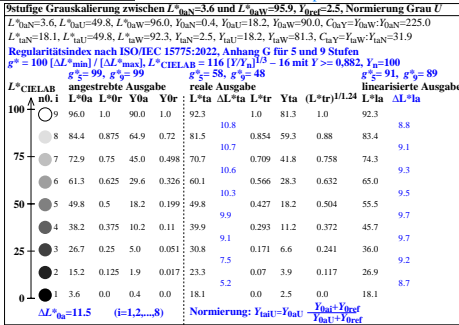 9stufige Grauskalierung zwischen L*0aN=3.6 und L*0aW=95.9, Y0ref=2.5, Normierung Grau U
L*0aN=3.6, L*0aU=49.8, L*0aW=96.0, Y0aN=0.4, Y0aU=18.2, Y0aW=90.0, C0aY=Y0aW:Y0aN=225.0
L*taN=18.1, L*taU=49.8, L*taW=92.3, YtaN=2.5, YtaU=18.2, YtaW=81.3, CtaY=YtaW:YtaN=31.9
Regularitätsindex nach ISO/IEC 15775:2022, Anhang G für 5 und 9 Stufen
g* = 100 [ΔL*min] / [ΔL*max], L*CIELAB = 116 [Y/Yn]1/3 − 16 mit Y >= 0,882, Yn=100
g*5= 99, g*9= 99 g*5= 58, g*9= 48 g*5= 91, g*9= 89
L*CIELAB angestrebte Ausgabe reale Ausgabe linearisierte Ausgabe
n0. i L*0a L*0r Y0a Y0r L*ta ΔL*ta L*tr Yta (L*tr)1/1.24 L*la ΔL*la
9 96.0 1.0 90.0 1.0 92.3 1.0 81.3 1.0 92.3
10.8 8.8
8 84.4 0.875 64.9 0.72 81.5 0.854 59.3 0.88 83.4
10.7 9.1
7 72.9 0.75 45.0 0.498 70.7 0.709 41.8 0.758 74.3
10.6 9.3
6 61.3 0.625 29.6 0.326 60.1 0.566 28.3 0.632 65.0
10.3 9.5
5 49.8 0.5 18.2 0.199 49.8 0.427 18.2 0.504 55.5
9.9 9.7
4 38.2 0.375 10.2 0.11 39.9 0.293 11.2 0.372 45.7
9.1 9.7
3 26.7 0.25 5.0 0.051 30.8 0.171 6.6 0.241 36.0
7.5 9.2
2 15.2 0.125 1.9 0.017 23.3 0.07 3.9 0.117 26.9
5.2 8.7
1 3.6 0.0 0.4 0.0 18.1 0.0 2.5 0.0 18.1
100
75
50
25
0
ΔL*0a=11.5 (i=1,2,...,8) Normierung: YtaiU=Y0aU Y0ai+Y0ref
Y0aU+Y0ref